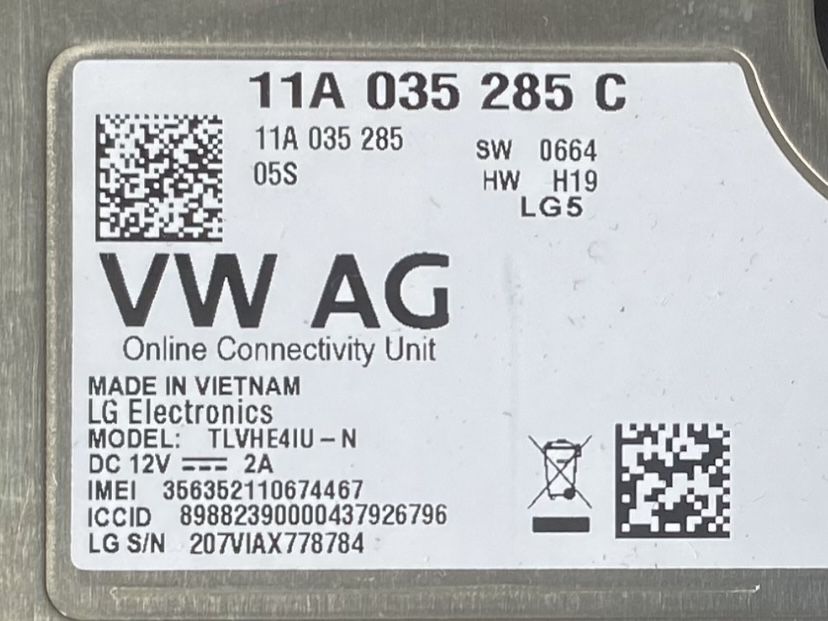 11A 035 285 C
11A 035 285
05S
SW 0664
HW H19
LG5
VW AG
Online Connectivity Unit
MADE IN VIETNAM
LG Electronics
MODEL: TLVHE4IU-N
DC 12V ⎓ 2A
IMEI 356352110674467
ICCID 89882390000437926796
LG S/N 207VIAX778784